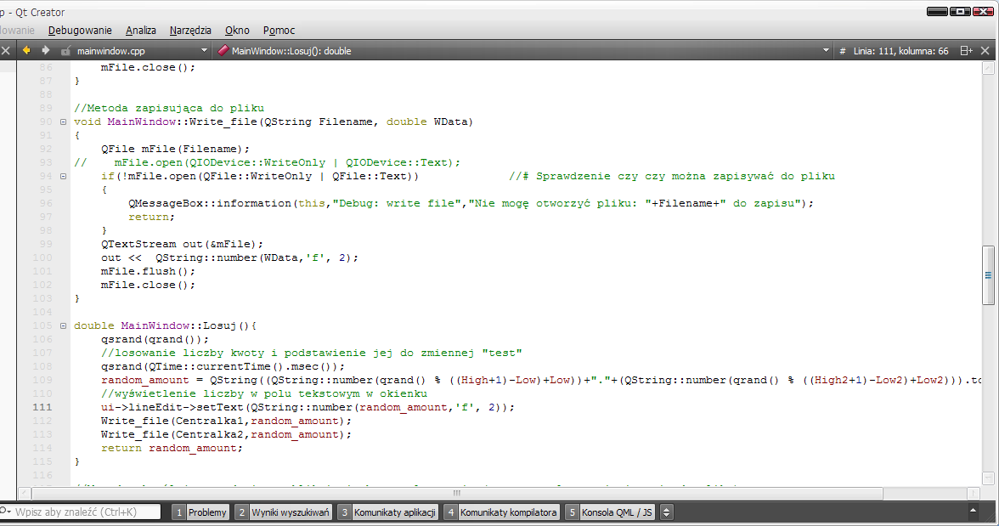 p - Qt Creator
lowanie Debugowanie Analiza Narzędzia Okno Pomoc
mainwindow.cpp MainWindow::Losuj(): double # Linia: 111, kolumna: 66
86 mFile.close();
87 }
88
89 //Metoda zapisująca do pliku
90 void MainWindow::Write_file(QString Filename, double WData)
91 {
92 QFile mFile(Filename);
93 // mFile.open(QIODevice::WriteOnly | QIODevice::Text);
94 if(!mFile.open(QFile::WriteOnly | QFile::Text)) //# Sprawdzenie czy czy można zapisywać do pliku
95 {
96 QMessageBox::information(this,"Debug: write file","Nie mogę otworzyć pliku: "+Filename+" do zapisu");
97 return;
98 }
99 QTextStream out(&mFile);
100 out << QString::number(WData,'f', 2);
101 mFile.flush();
102 mFile.close();
103 }
104
105 double MainWindow::Losuj(){
106 qsrand(qrand());
107 //losowanie liczby kwoty i podstawienie jej do zmiennej "test"
108 qsrand(QTime::currentTime().msec());
109 random_amount = QString((QString::number(qrand() % ((High+1)-Low)+Low))+"."+(QString::number(qrand() % ((High2+1)-Low2)+Low2))).to
110 //wyświetlenie liczby w polu tekstowym w okienku
111 ui->lineEdit->setText(QString::number(random_amount,'f', 2));
112 Write_file(Centralka1,random_amount);
113 Write_file(Centralka2,random_amount);
114 return random_amount;
115 }
116
Wpisz aby znaleźć (Ctrl+K) 1 Problemy 2 Wyniki wyszukiwań 3 Komunikaty aplikacji 4 Komunikaty kompilatora 5 Konsola QML / JS